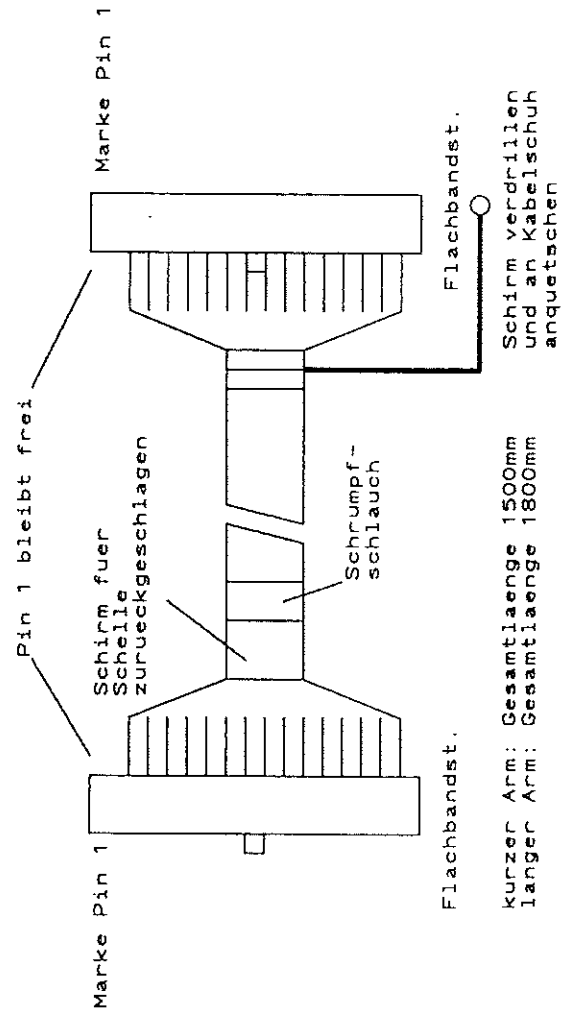 Pin 1 bleibt frei
Marke Pin 1
Marke Pin 1
Schirm fuer
Schelle
zurueckgeschlagen
Schrumpf-
schlauch
Flachbandst.
Flachbandst.
kurzer Arm: Gesamtlaenge 1500mm
langer Arm: Gesamtlaenge 1800mm
Schirm verdrillen
und an Kabelschuh
anquetschen